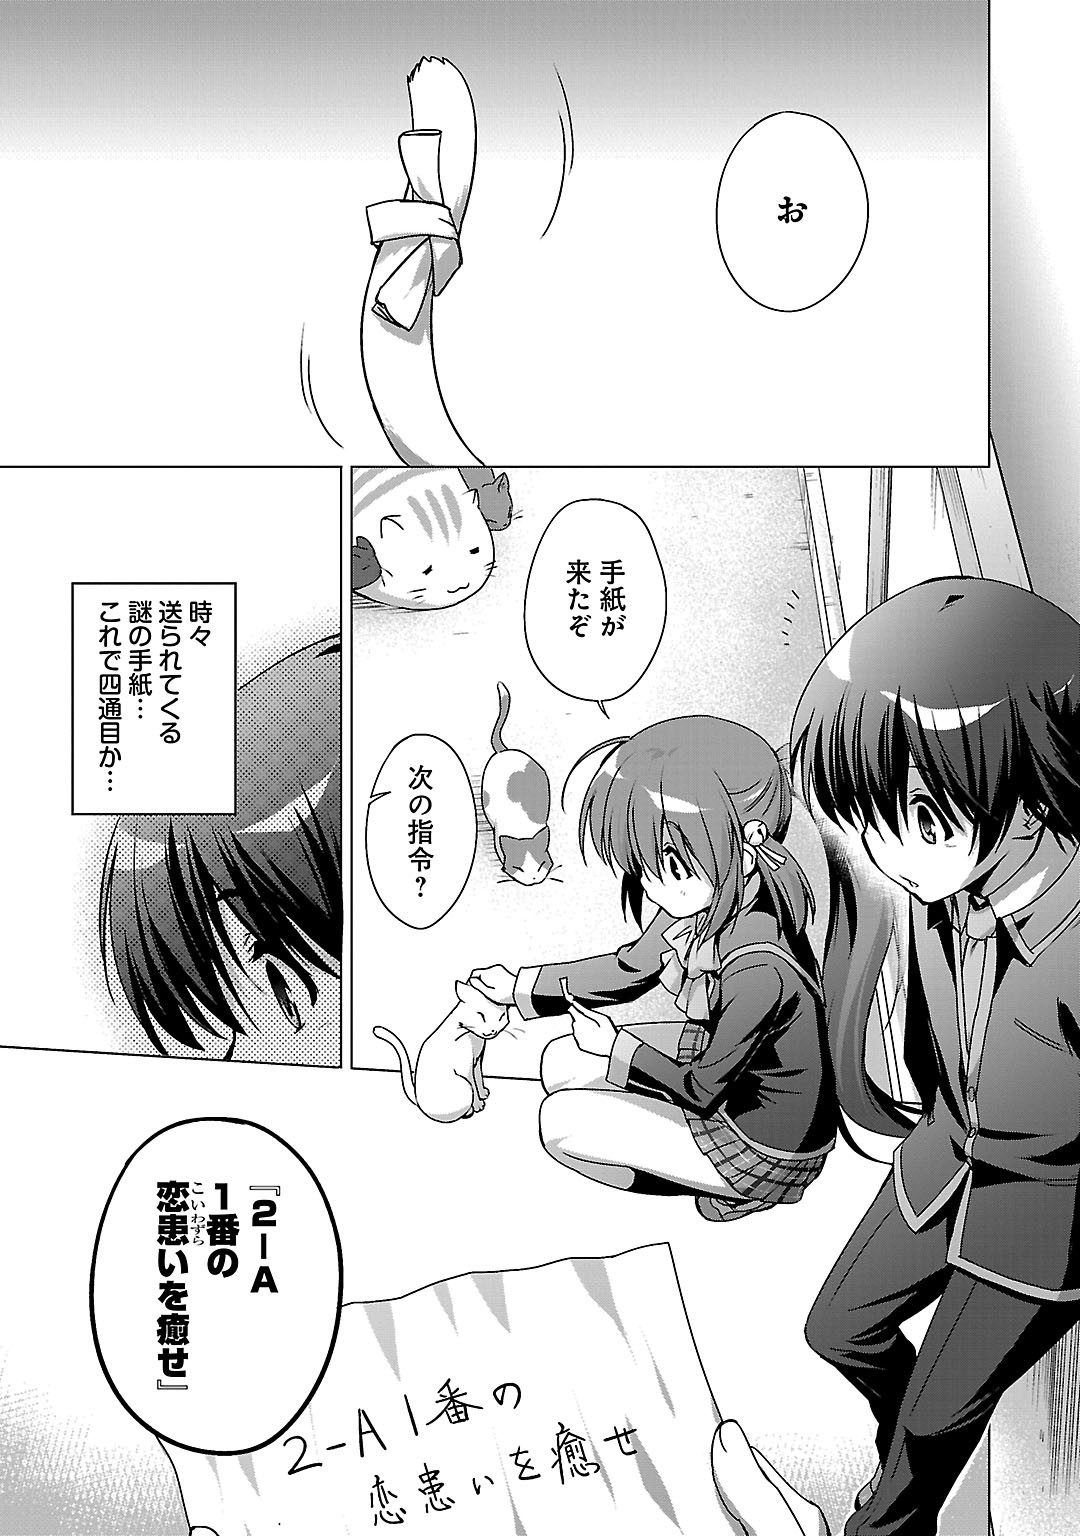 お
手紙が
来たぞ
次の指令？
時々
送られてくる
謎の手紙…
これで四通目か…
『2-A
1番の
恋患いを癒せ』
こいわずら
2-A1番の
恋患いを癒せ